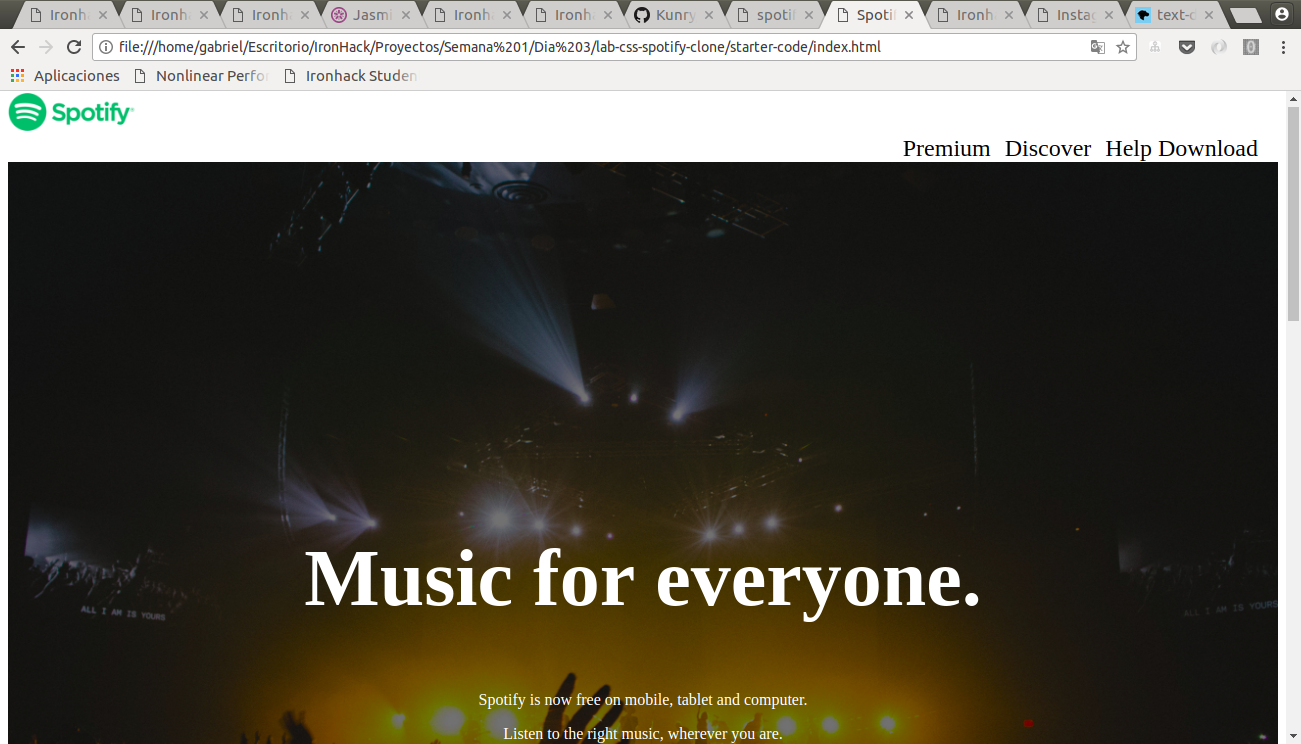 Ironh
Ironh
Ironh
Jasmi
Ironh
Ironh
Kunry
spotif
Spotif
Ironh
Insta
text-
file:///home/gabriel/Escritorio/IronHack/Proyectos/Semana%201/Dia%203/lab-css-spotify-clone/starter-code/index.html
Aplicaciones
Nonlinear Perfo
Ironhack Studen
Spotify
Premium Discover Help Download
Music for everyone.
ALL I AM IS YOURS
ALL I AM IS YOURS
Spotify is now free on mobile, tablet and computer.
Listen to the right music, wherever you are.